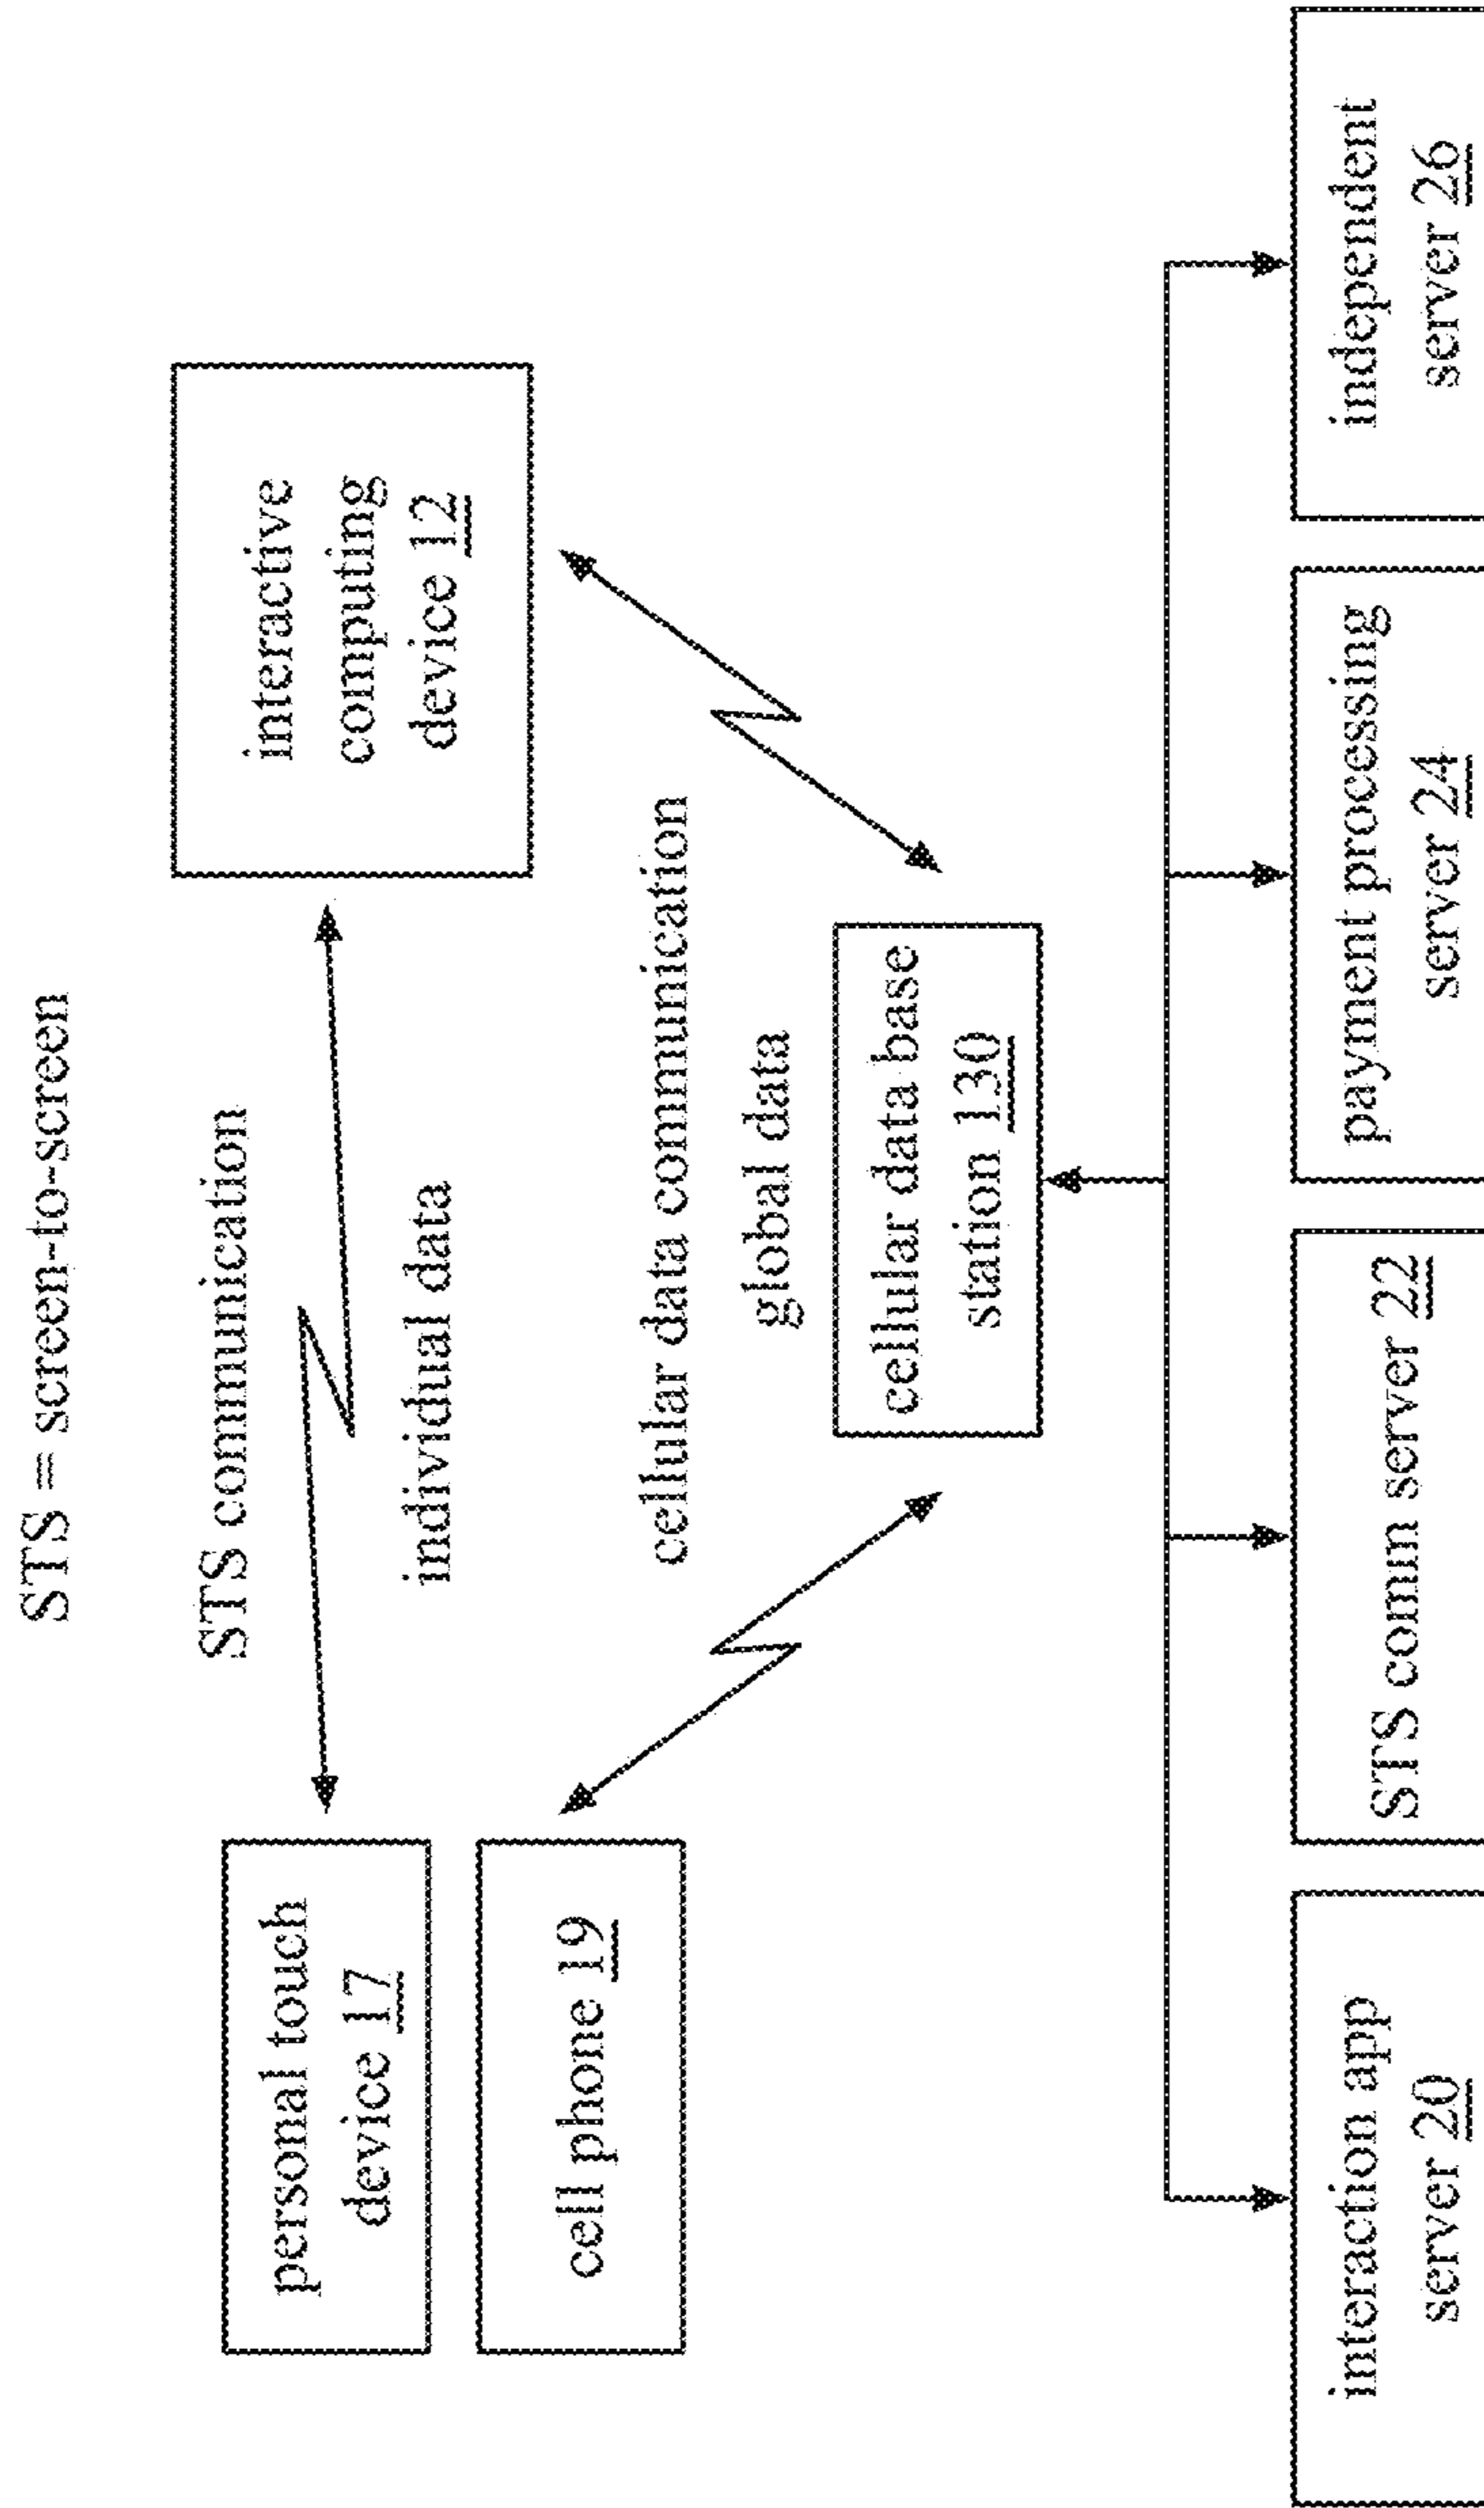 STS = screen-to-screen
STS communication
individual data
personal touch
device 17
cell phone 19
interactive
computing
device 12
cellular data communication
global data
cellular data base
station 130
interaction app
server 20
STS comm server 22
payment processing
server 24
independent
server 26